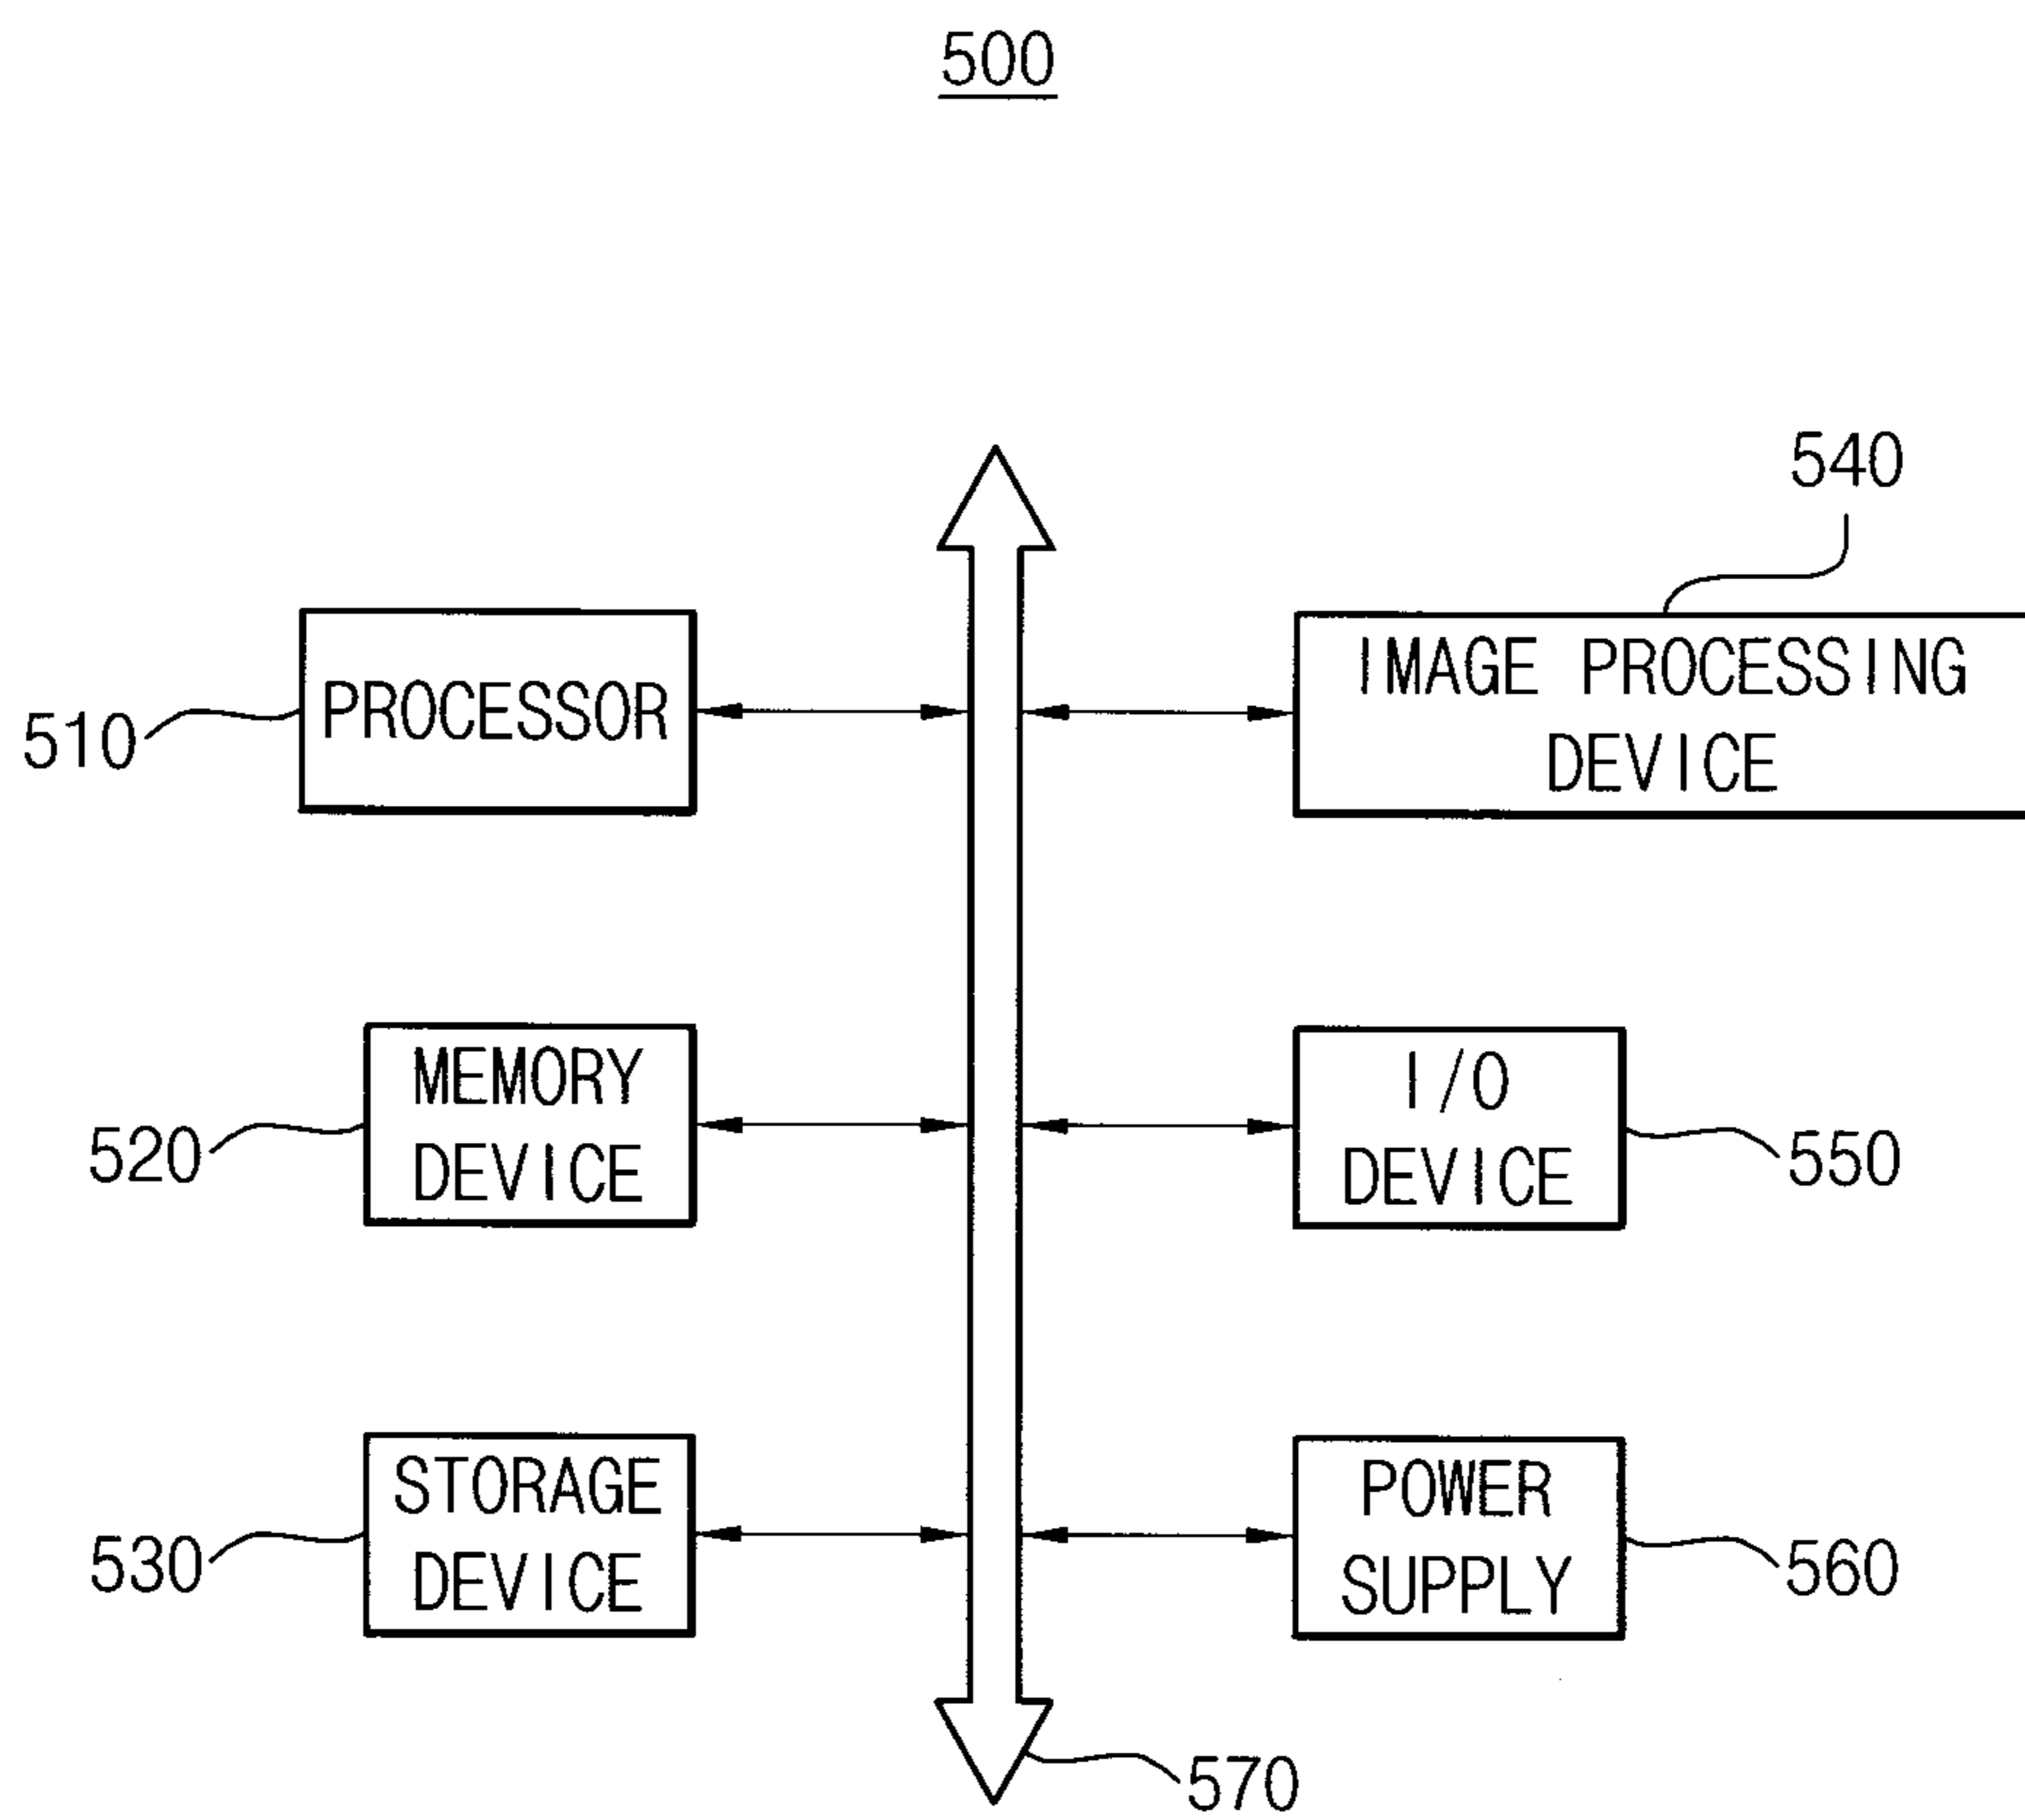 500
540
PROCESSOR
510
IMAGE PROCESSING
DEVICE
MEMORY
DEVICE
520
I/O
DEVICE
550
STORAGE
DEVICE
530
POWER
SUPPLY
560
570